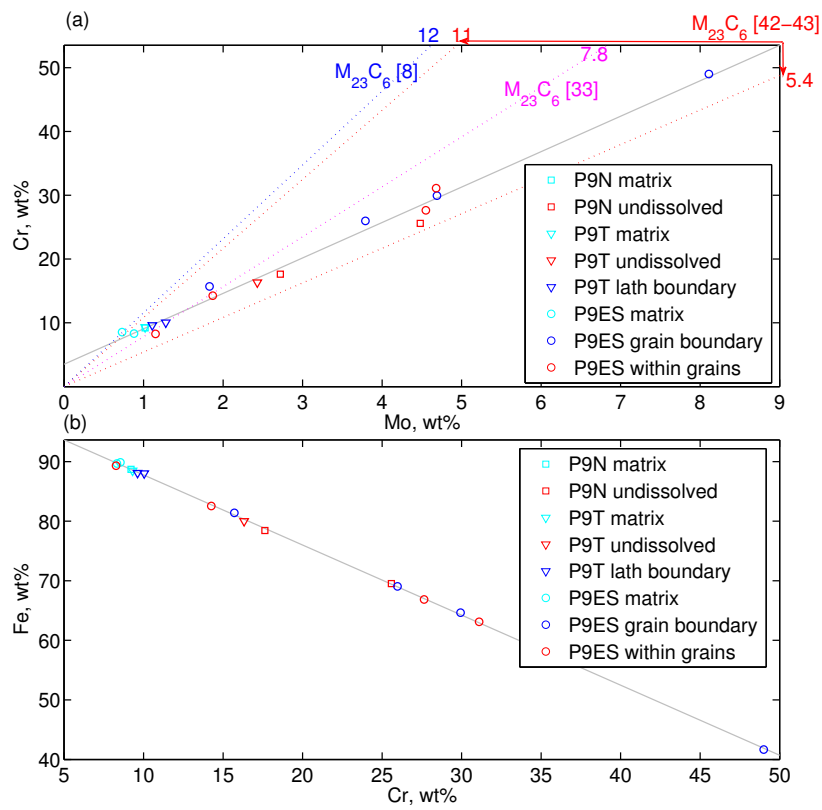 (a)
12
11
M23C6 [42−43]
M23C6 [8]
7.8
M23C6 [33]
5.4
50
40
30
20
10
Cr, wt%
P9N matrix
P9N undissolved
P9T matrix
P9T undissolved
P9T lath boundary
P9ES matrix
P9ES grain boundary
P9ES within grains
0 1 2 3 4 5 6 7 8 9
Mo, wt%
(b)
90
80
70
60
50
40
Fe, wt%
P9N matrix
P9N undissolved
P9T matrix
P9T undissolved
P9T lath boundary
P9ES matrix
P9ES grain boundary
P9ES within grains
5 10 15 20 25 30 35 40 45 50
Cr, wt%